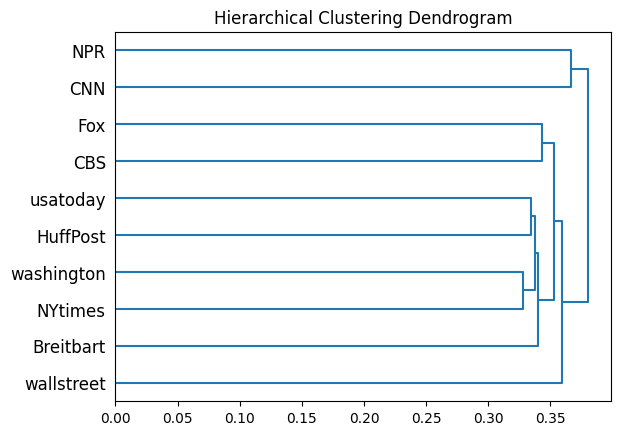 Hierarchical Clustering Dendrogram
NPR
CNN
Fox
CBS
usatoday
HuffPost
washington
NYtimes
Breitbart
wallstreet
0.00 0.05 0.10 0.15 0.20 0.25 0.30 0.35